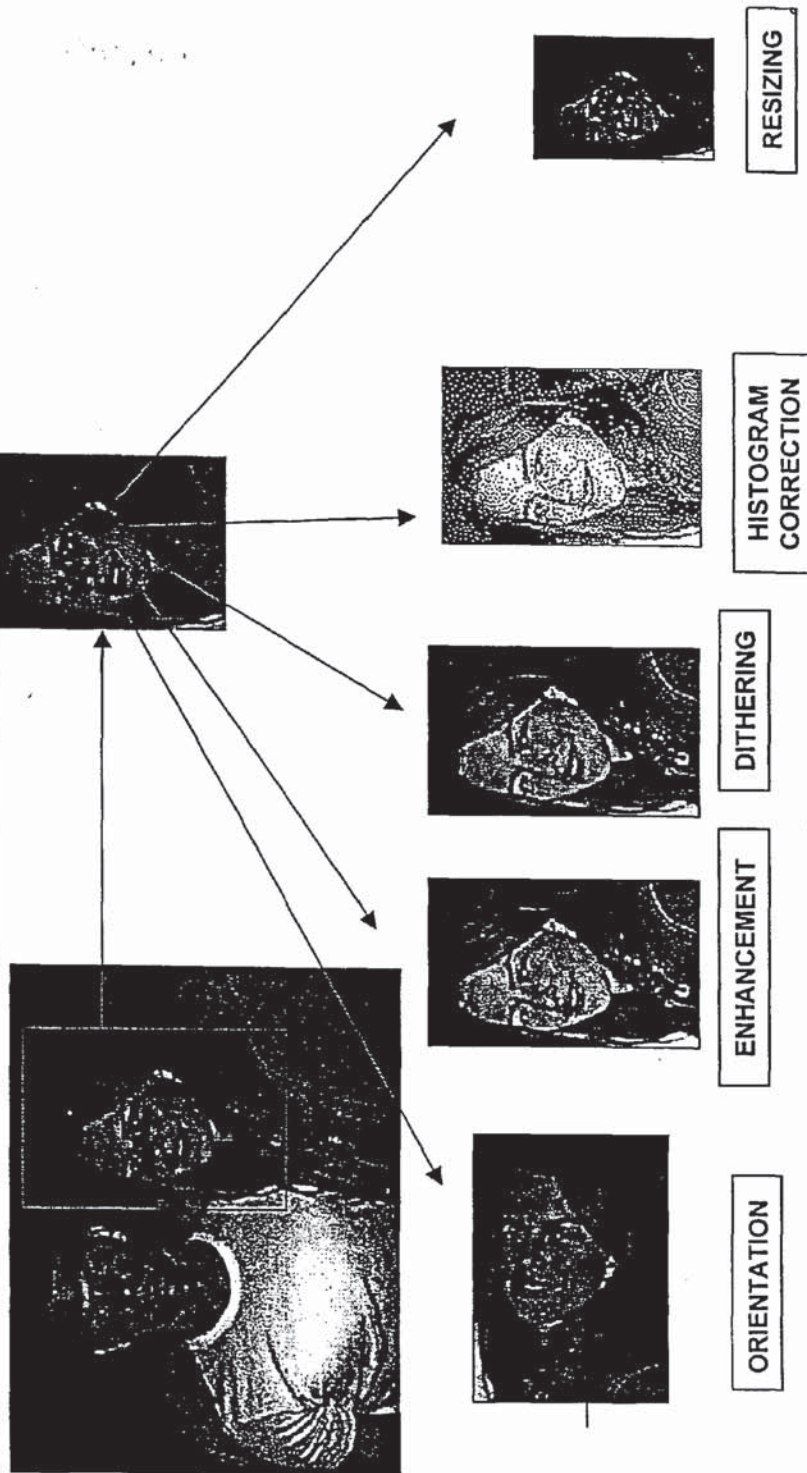 ORIENTATION
ENHANCEMENT
DITHERING
HISTOGRAM
CORRECTION
RESIZING